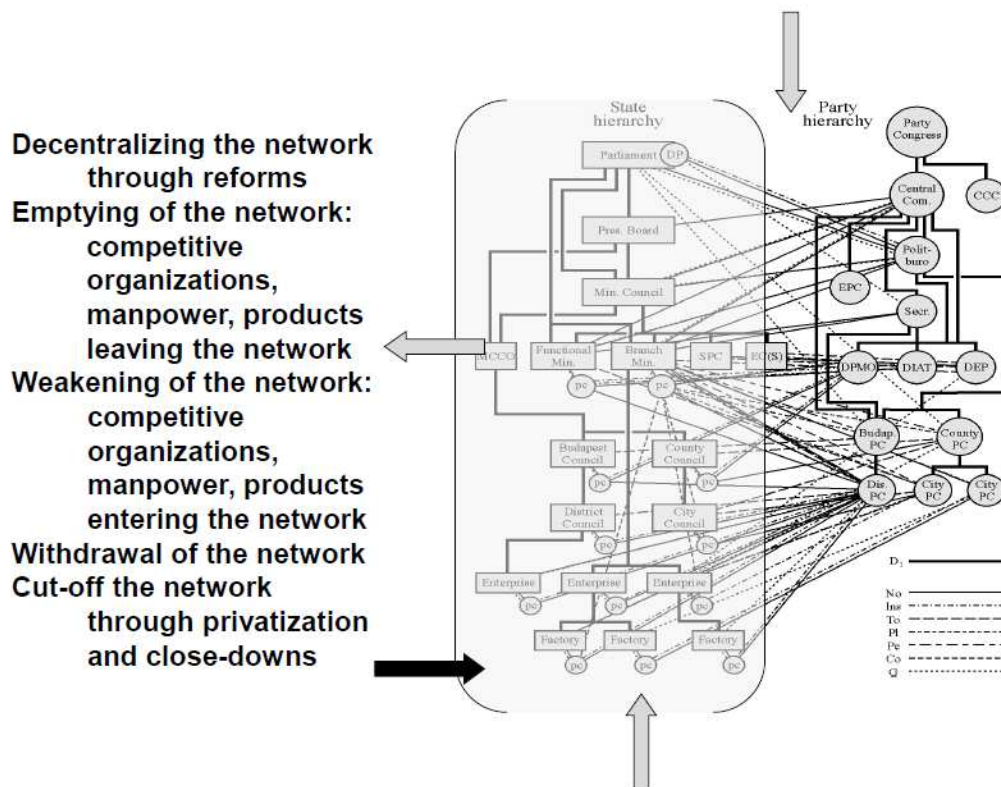 Decentralizing the network
through reforms
Emptying of the network:
competitive
organizations,
manpower, products
leaving the network
Weakening of the network:
competitive
organizations,
manpower, products
entering the network
Withdrawal of the network
Cut-off the network
through privatization
and close-downs
State
hierarchy
Parliament
DP
Pres. Board
Min. Council
MCCO
Functional
Min.
Branch
Min.
SPC
EC(S)
pc
pc
Budapest
Council
County
Council
pc
pc
District
Council
City
Council
pc
pc
Enterprise
Enterprise
Enterprise
pc
pc
pc
Factory
Factory
Factory
pc
pc
pc
Party
hierarchy
Party
Congress
Central
Com.
CCC
Polit-
buro
EPC
Secr.
DPMO
DIAT
DEP
Budap.
PC
County
PC
Dis.
PC
City
PC
City
PC
No
Ins
To
Pl
Pe
Co